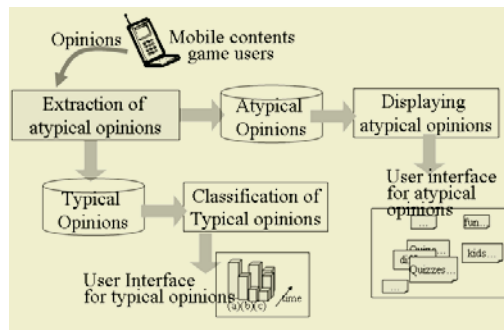 Opinions
Mobile contents
game users
Extraction of
atypical opinions
Atypical
Opinions
Displaying
atypical opinions
Typical
Opinions
Classification of
Typical opinions
User interface
for atypical
opinions
...
fun...
kids...
Quizzes...
...
User Interface
for typical opinions
(a)(b)(c)
time